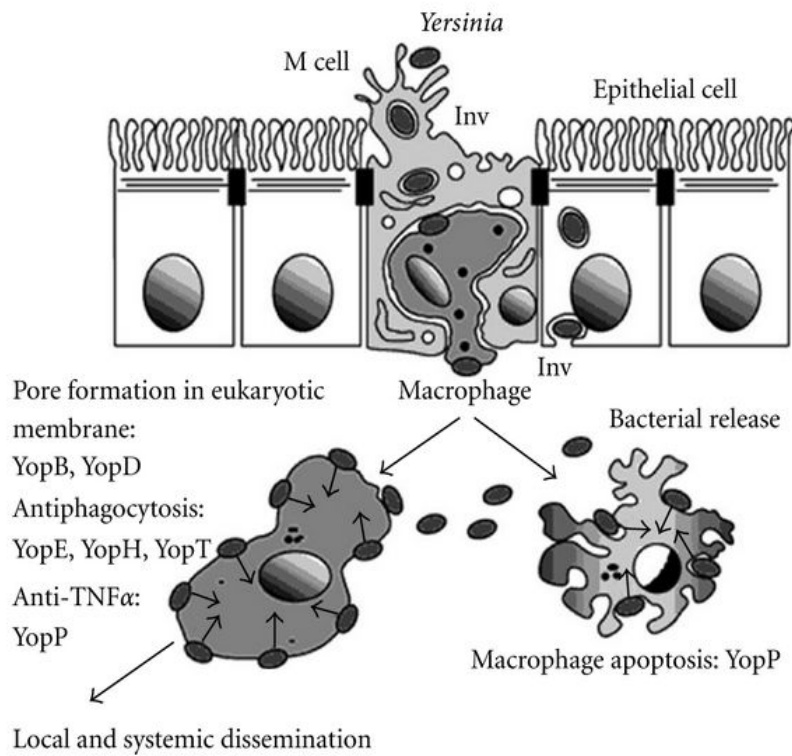 Yersinia
M cell
Inv
Epithelial cell
Inv
Macrophage
Pore formation in eukaryotic
membrane:
YopB, YopD
Antiphagocytosis:
YopE, YopH, YopT
Anti-TNFα:
YopP
Bacterial release
Macrophage apoptosis: YopP
Local and systemic dissemination